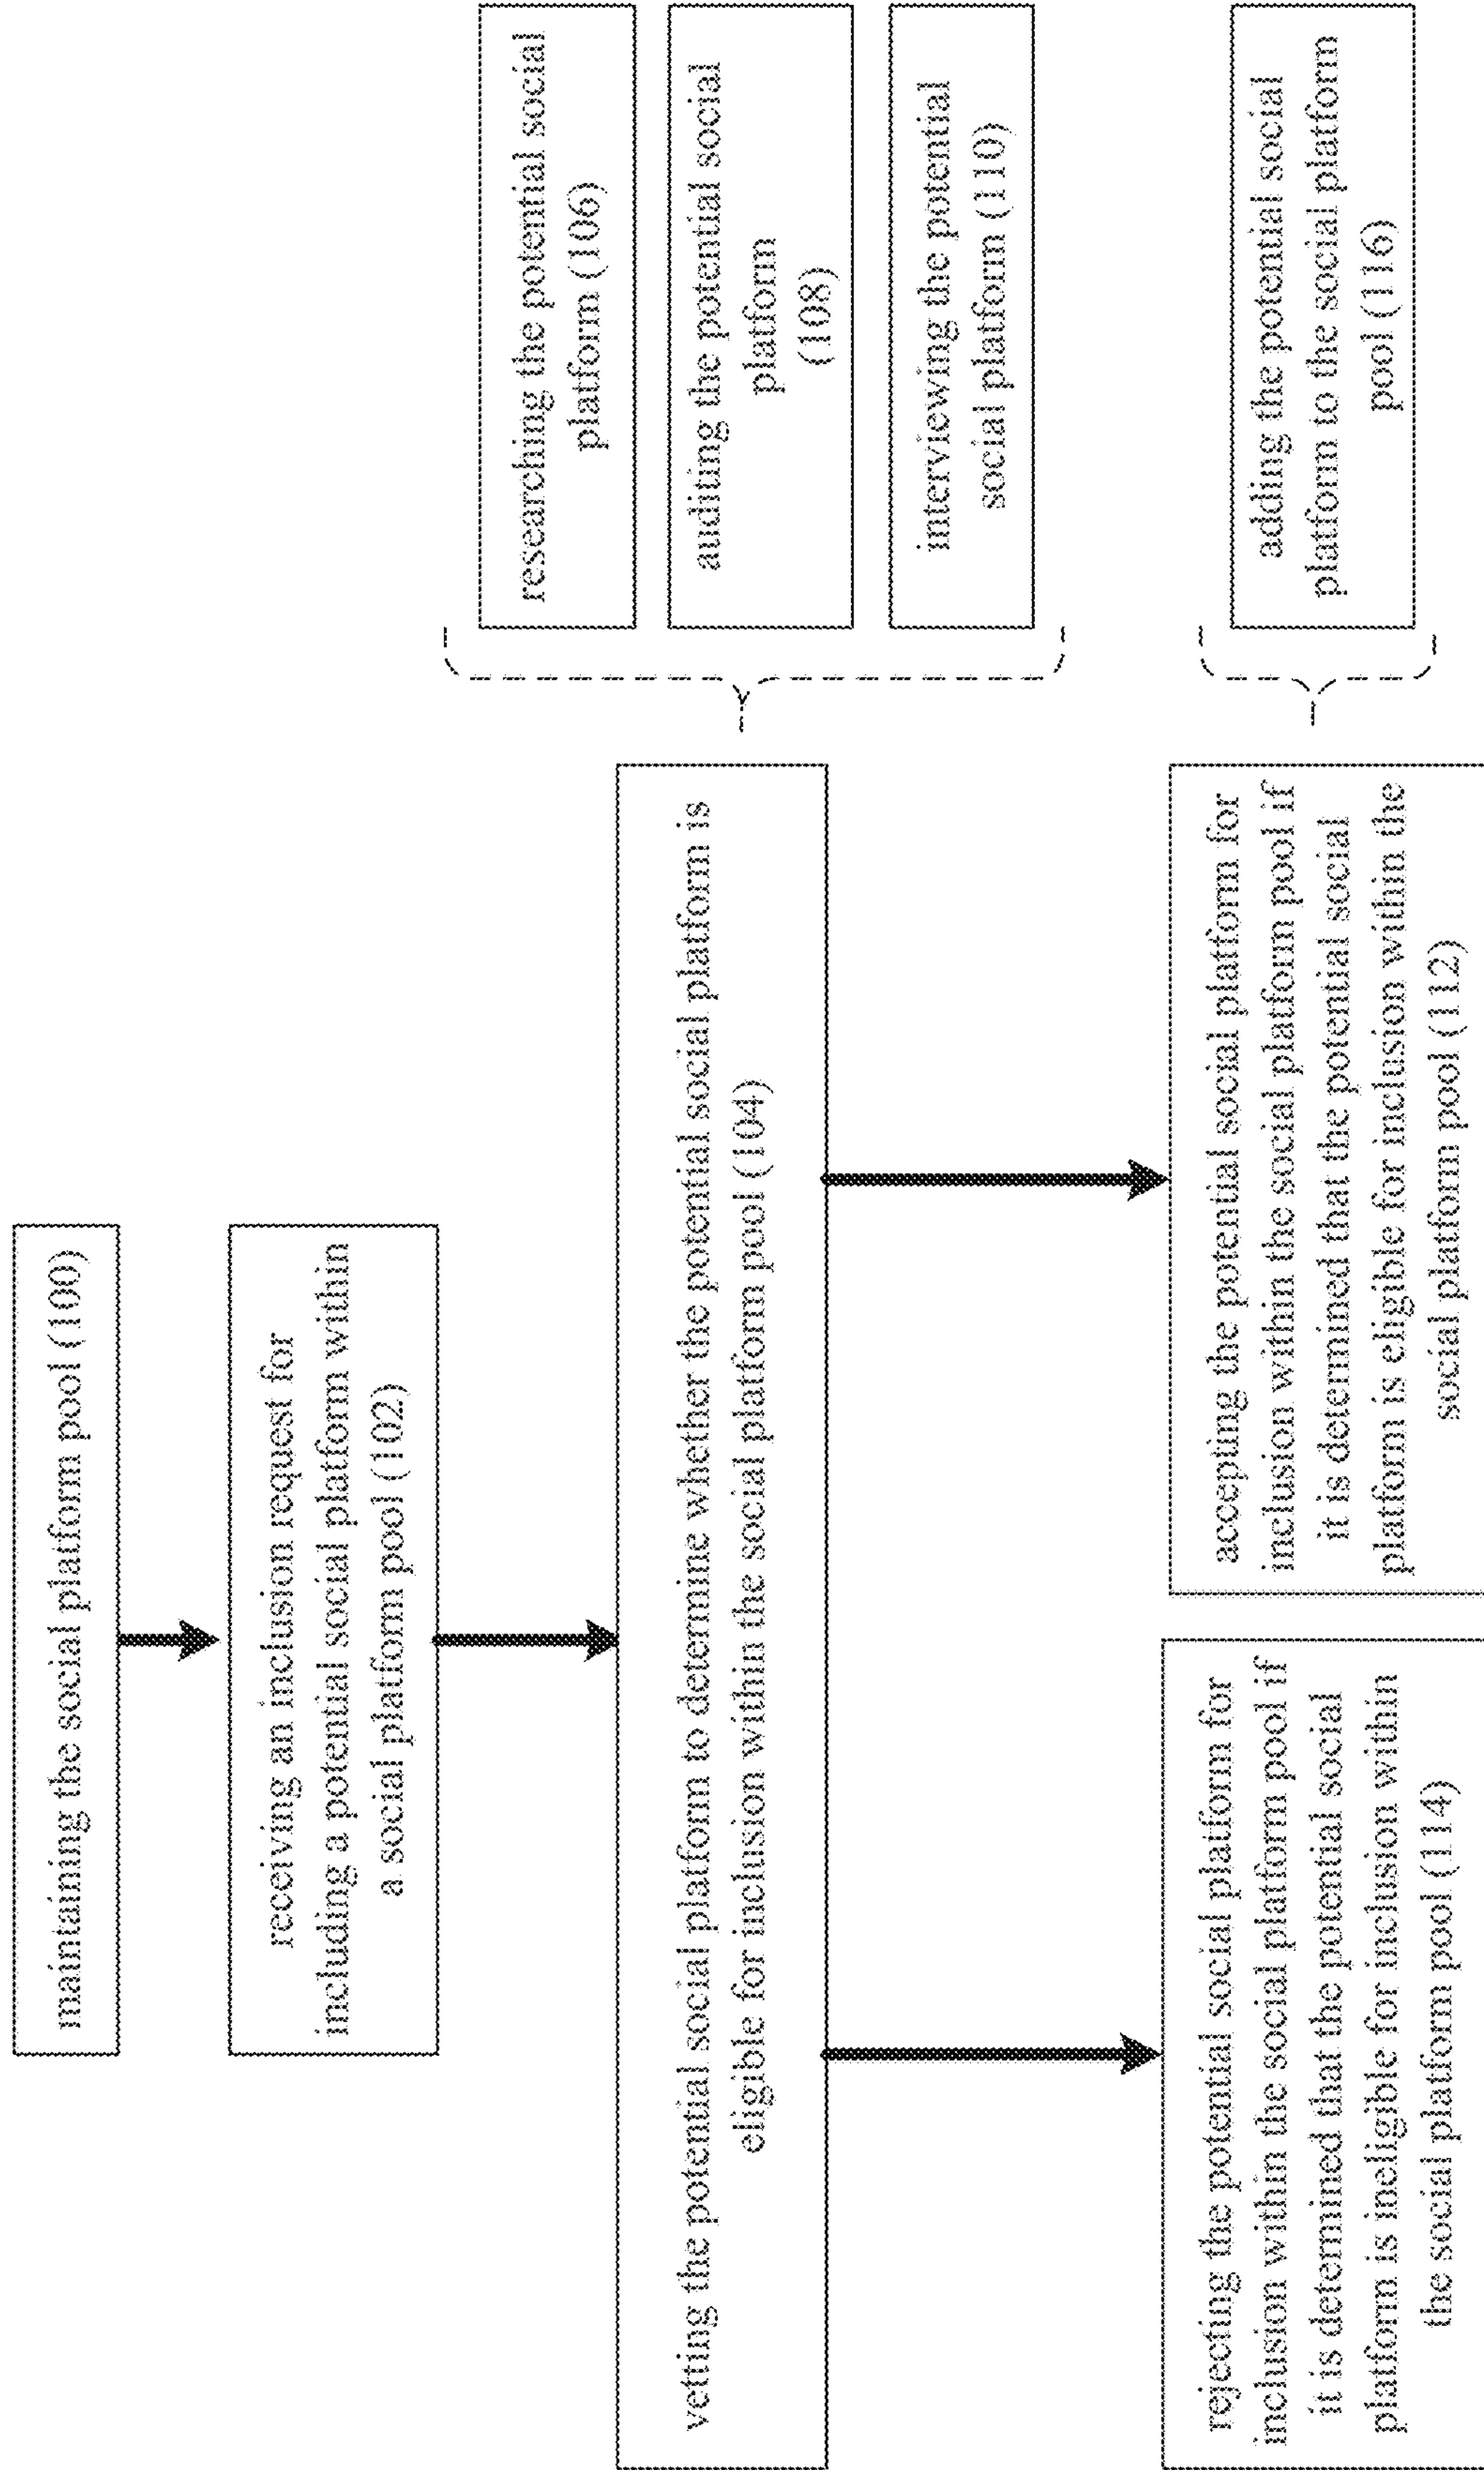 maintaining the social platform pool (100)
receiving an inclusion request for
including a potential social platform within
a social platform pool (102)
vetting the potential social platform to determine whether the potential social platform is
eligible for inclusion within the social platform pool (104)
researching the potential social
platform (106)
auditing the potential social
platform
(108)
interviewing the potential
social platform (110)
rejecting the potential social platform for
inclusion within the social platform pool if
it is determined that the potential social
platform is ineligible for inclusion within
the social platform pool (114)
accepting the potential social platform for
inclusion within the social platform pool if
it is determined that the potential social
platform is eligible for inclusion within the
social platform pool (112)
adding the potential social
platform to the social platform
pool (116)